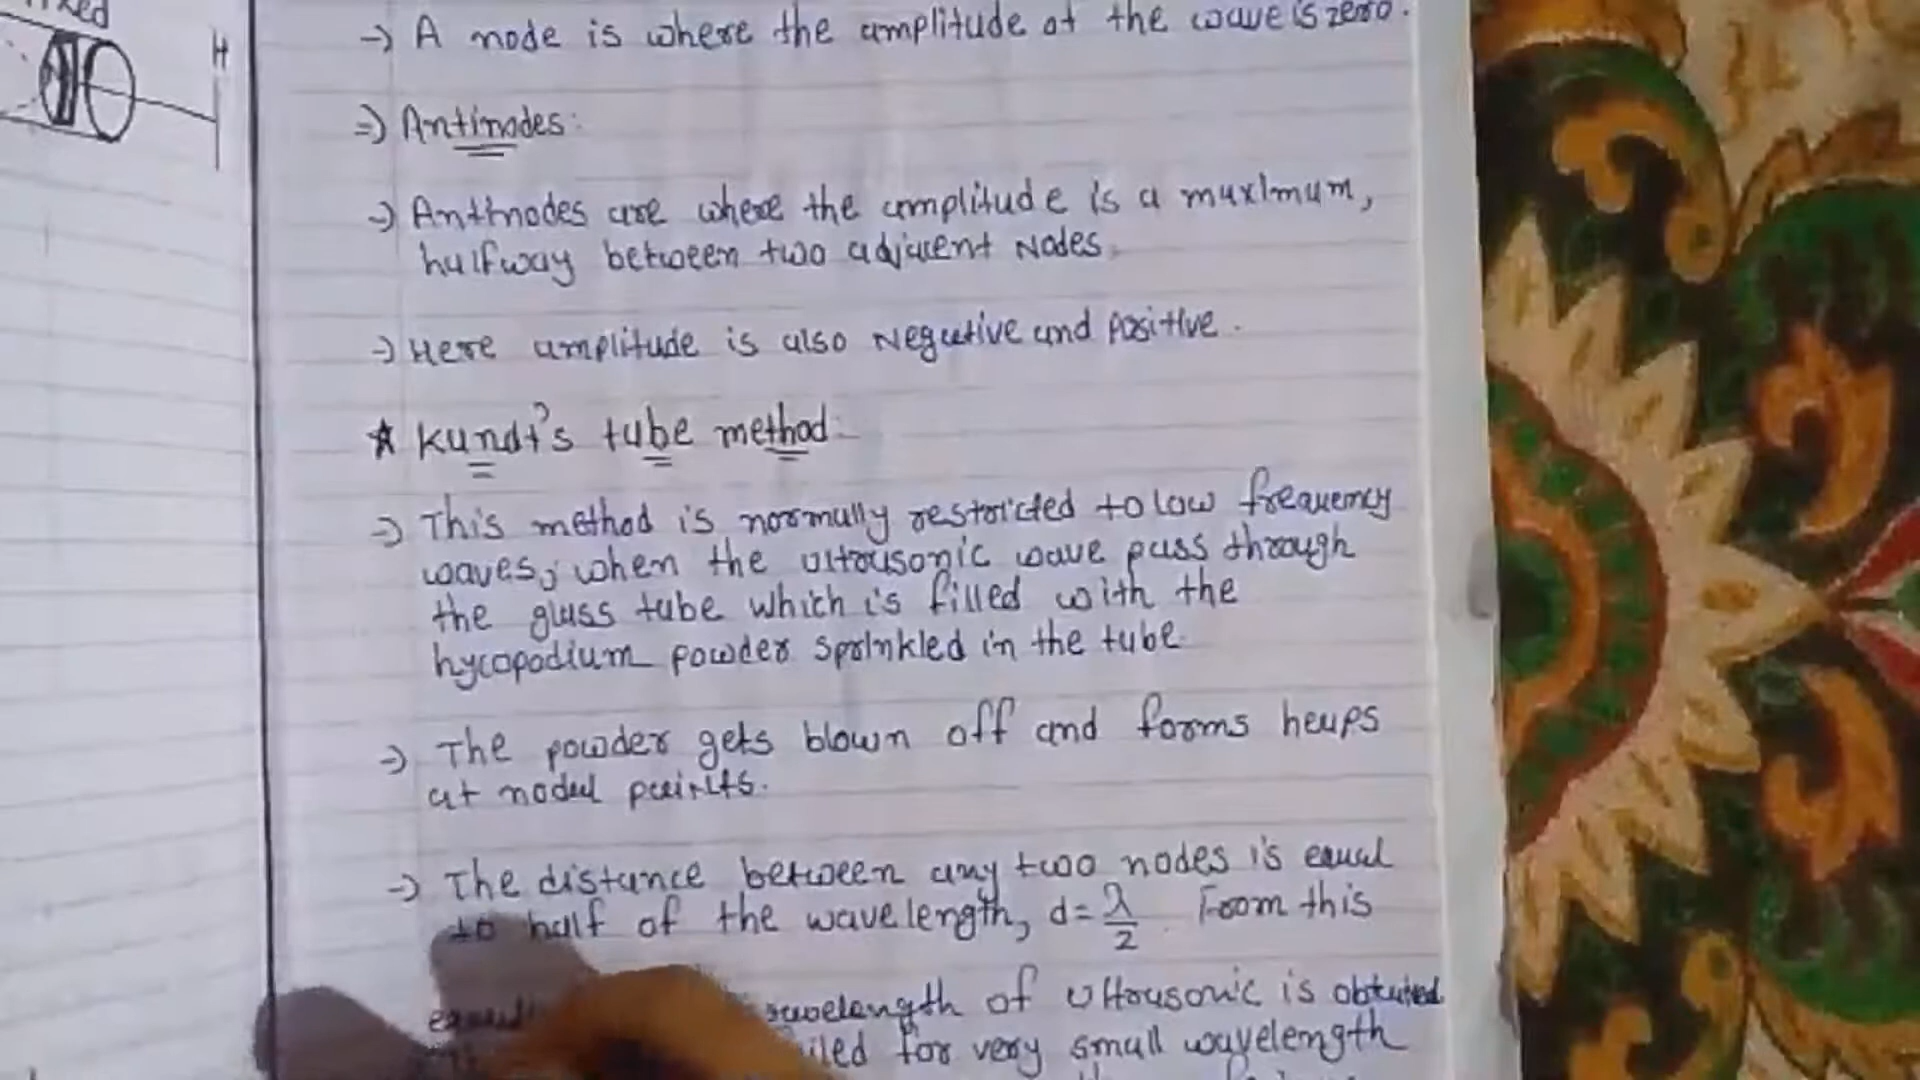 H
-> A node is where the amplitude of the wave is zero.
=> Antinodes:
-> Antinodes are where the amplitude is a maximum,
halfway between two adjacent Nodes.
-> Here amplitude is also Negative and Positive.
★ Kundt's tube method:
-> This method is normally restricted to low frequency
waves, when the ultrasonic wave pass through
the glass tube which is filled with the
hycopodium powder sprinkled in the tube.
-> The powder gets blown off and forms heaps
at nodal points.
-> The distance between any two nodes is equal
to half of the wavelength, d = λ/2. From this
wavelength of Ultrasonic is obtained
for very small wavelength